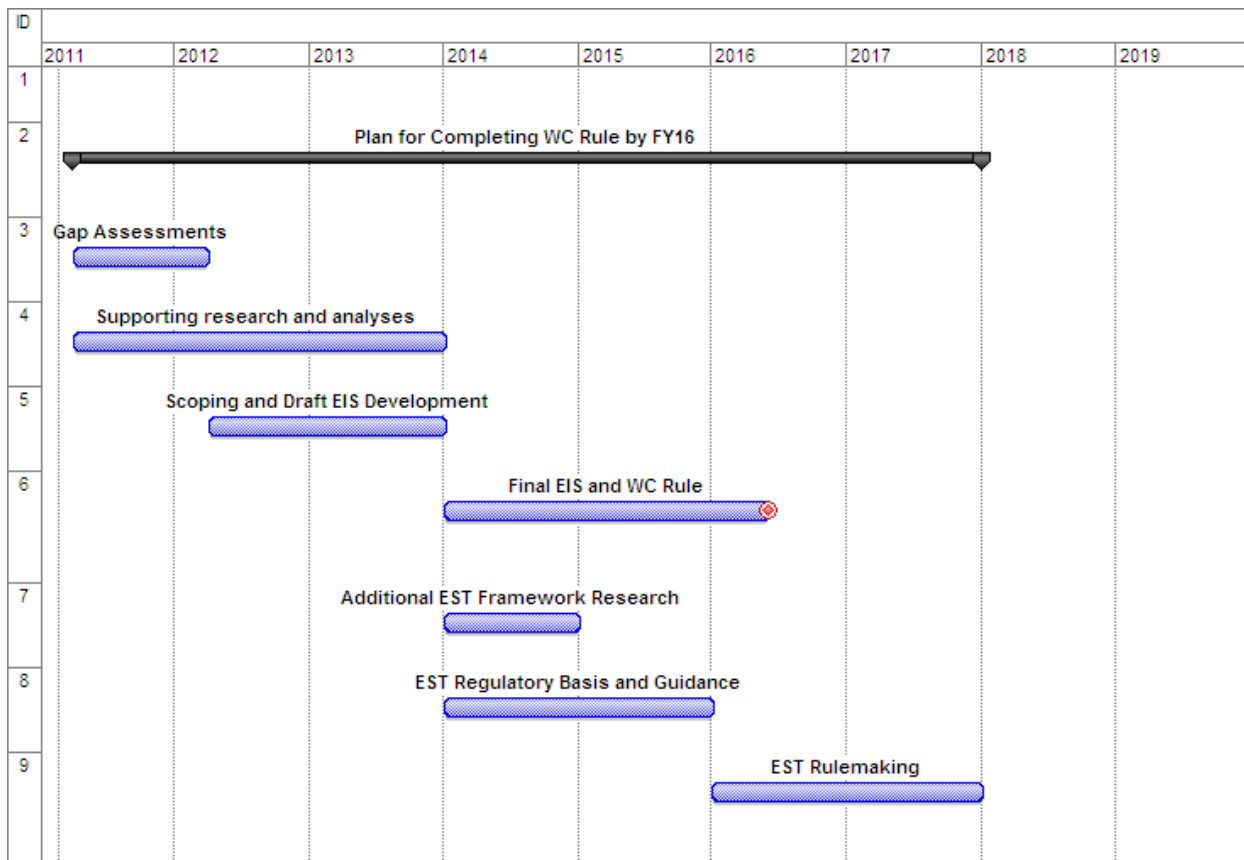 ID
2011 2012 2013 2014 2015 2016 2017 2018 2019
1
2
Plan for Completing WC Rule by FY16
3
Gap Assessments
4
Supporting research and analyses
5
Scoping and Draft EIS Development
6
Final EIS and WC Rule
7
Additional EST Framework Research
8
EST Regulatory Basis and Guidance
9
EST Rulemaking